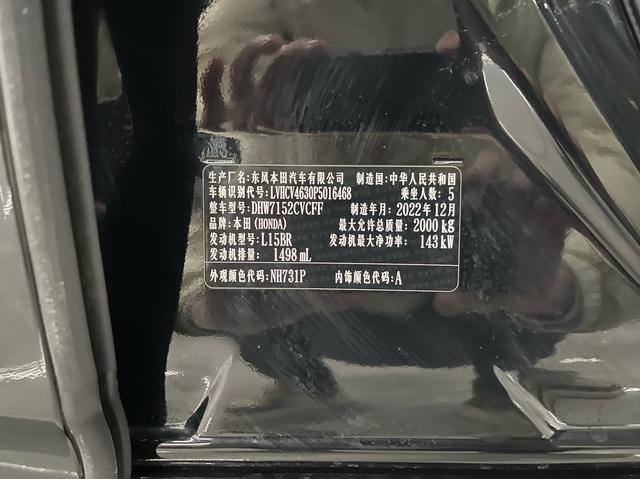 生产厂名:东风本田汽车有限公司 制造国:中华人民共和国
车辆识别代号:LVHCV4630P5016468 乘坐人数: 5
整车型号:DHW7152CVCFF 制造年月: 2022年12月
品牌:本田(HONDA) 最大允许总质量: 2000 kg
发动机型号:L15BR 发动机最大净功率: 143 kW
发动机排量: 1498 mL
外观颜色代码:NH731P 内饰颜色代码:A